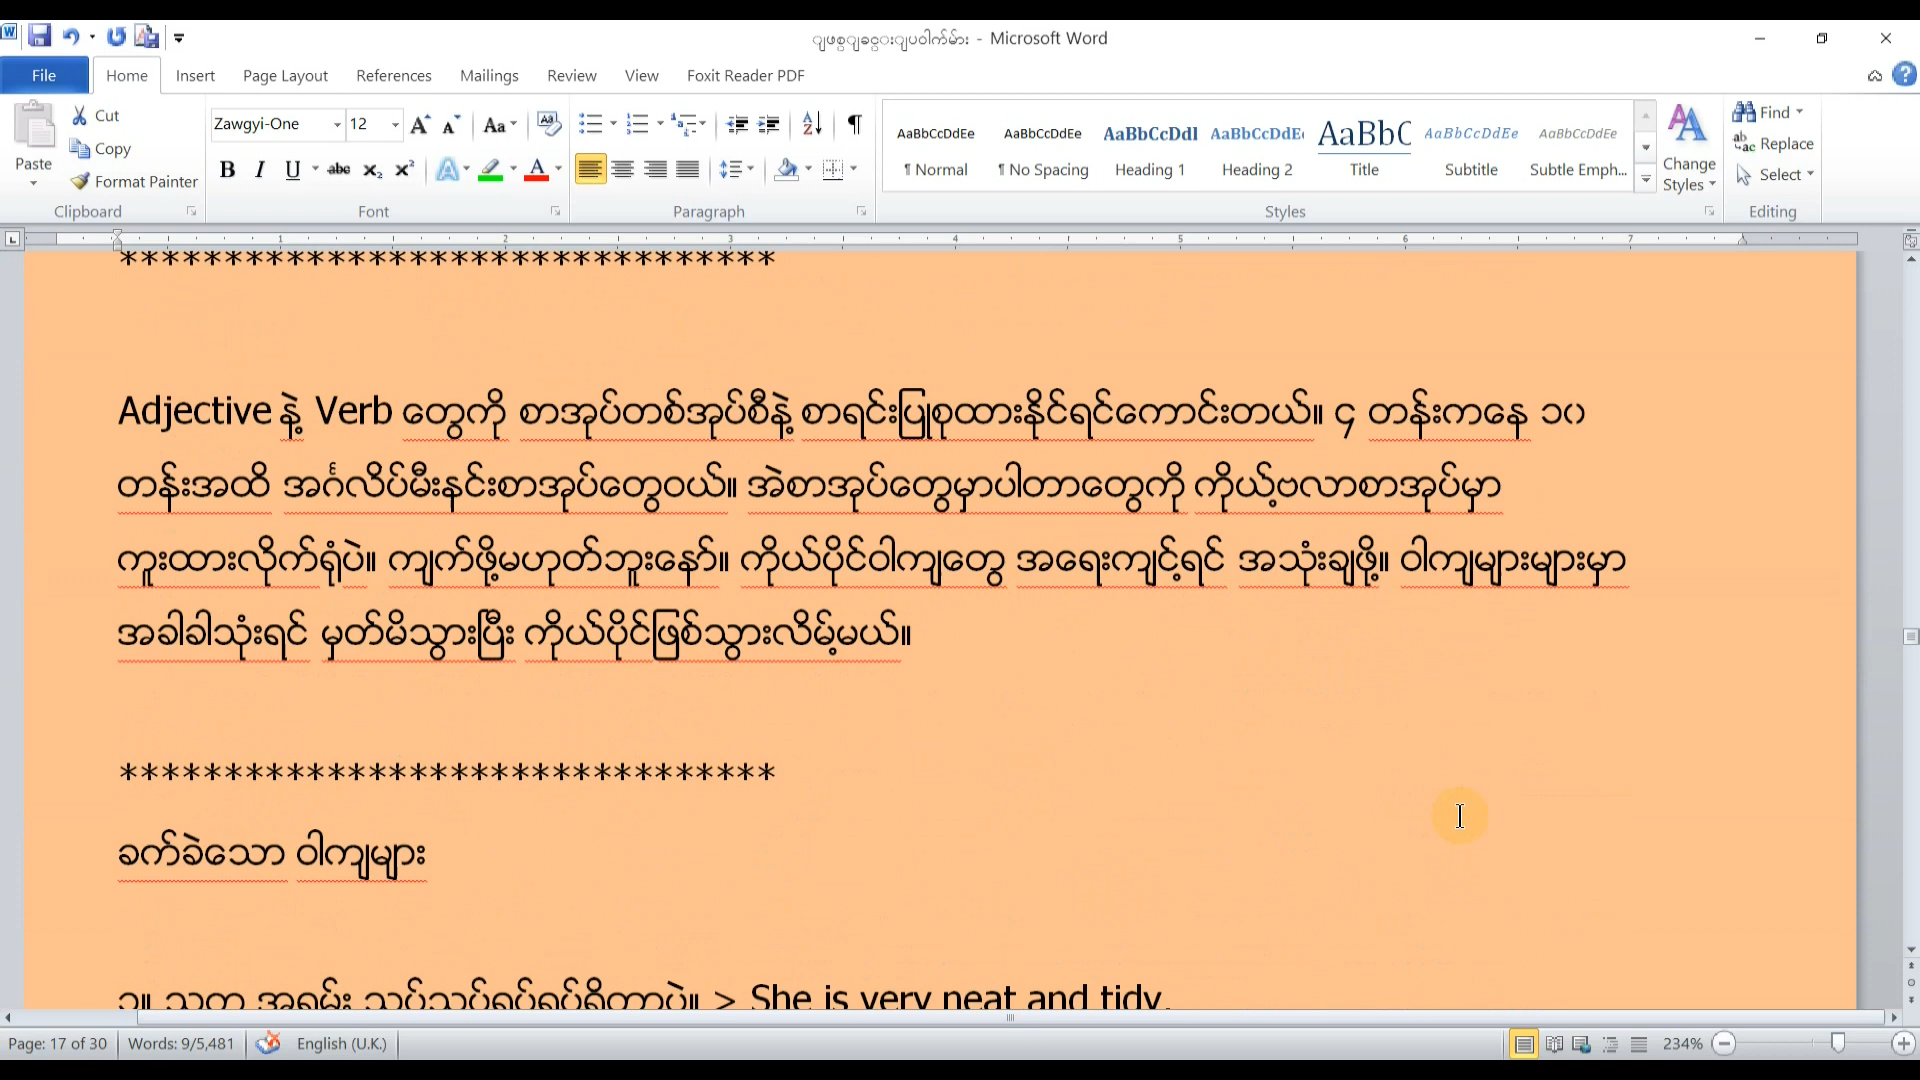 ျဖစ္ျခင္းျပဝါက်မ်ား - Microsoft Word
File Home Insert Page Layout References Mailings Review View Foxit Reader PDF
Paste Cut Copy Format Painter
Zawgyi-One 12
AaBbCcDdEe AaBbCcDdEe AaBbCcDdI AaBbCcDdE AaBbC AaBbCcDdEe AaBbCcDdEe
¶ Normal ¶ No Spacing Heading 1 Heading 2 Title Subtitle Subtle Emph...
Change Styles
Find
Replace
Select
Clipboard Font Paragraph Styles Editing
1 2 3 4 5 6 7
********************************
Adjective နဲ့ Verb တွေကို စာအုပ်တစ်အုပ်စီနဲ့ စာရင်းပြုစုထားနိုင်ရင်ကောင်းတယ်။ ၄ တန်းကနေ ၁၀
တန်းအထိ အင်္ဂလိပ်မီးနင်းစာအုပ်တွေဝယ်။ အဲစာအုပ်တွေမှာပါတာတွေကို ကိုယ့်ဗလာစာအုပ်မှာ
ကူးထားလိုက်ရုံပဲ။ ကျက်ဖို့မဟုတ်ဘူးနော်။ ကိုယ်ပိုင်ဝါကျတွေ အရေးကျင့်ရင် အသုံးချဖို့။ ဝါကျများများမှာ
အခါခါသုံးရင် မှတ်မိသွားပြီး ကိုယ်ပိုင်ဖြစ်သွားလိမ့်မယ်။
********************************
ခက်ခဲသော ဝါကျများ
၁။ သူက အရမ်း သပ်သပ်ရပ်ရပ်ရှိတာပဲ။ > She is very neat and tidy.
Page: 17 of 30 Words: 9/5,481 English (U.K.) 234%